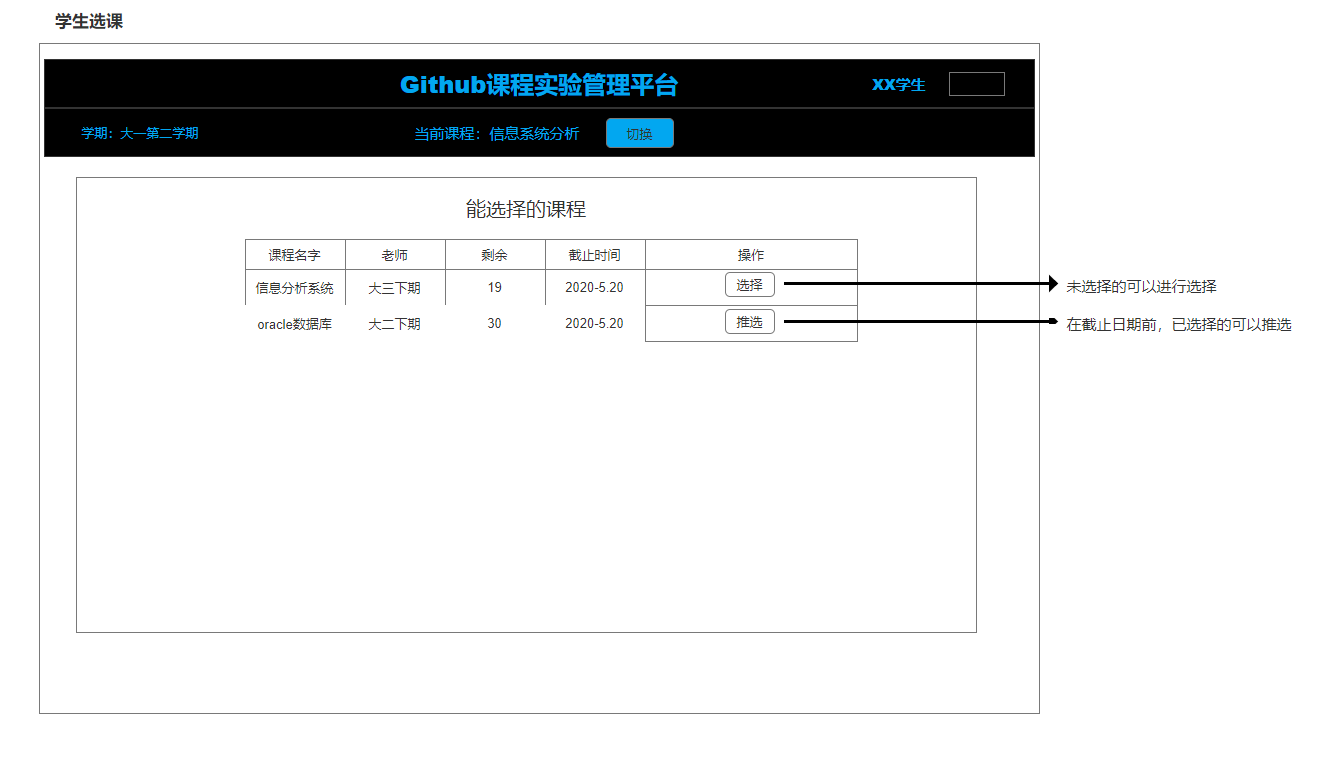 学生选课
Github课程实验管理平台
XX学生
学期：大一第二学期
当前课程：信息系统分析
切换
能选择的课程
课程名字 老师 剩余 截止时间 操作
信息分析系统 大三下期 19 2020-5.20 选择
未选择的可以进行选择
oracle数据库 大二下期 30 2020-5.20 推选
在截止日期前，已选择的可以推选